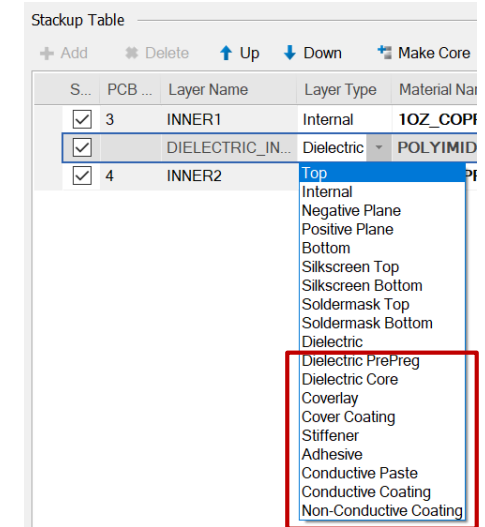 Stackup Table
Add Delete Up Down Make Core
S... PCB ... Layer Name Layer Type Material Nar
3 INNER1 Internal 1OZ_COPP
DIELECTRIC_IN... Dielectric POLYIMID
4 INNER2
Top
Internal
Negative Plane
Positive Plane
Bottom
Silkscreen Top
Silkscreen Bottom
Soldermask Top
Soldermask Bottom
Dielectric
Dielectric PrePreg
Dielectric Core
Coverlay
Cover Coating
Stiffener
Adhesive
Conductive Paste
Conductive Coating
Non-Conductive Coating